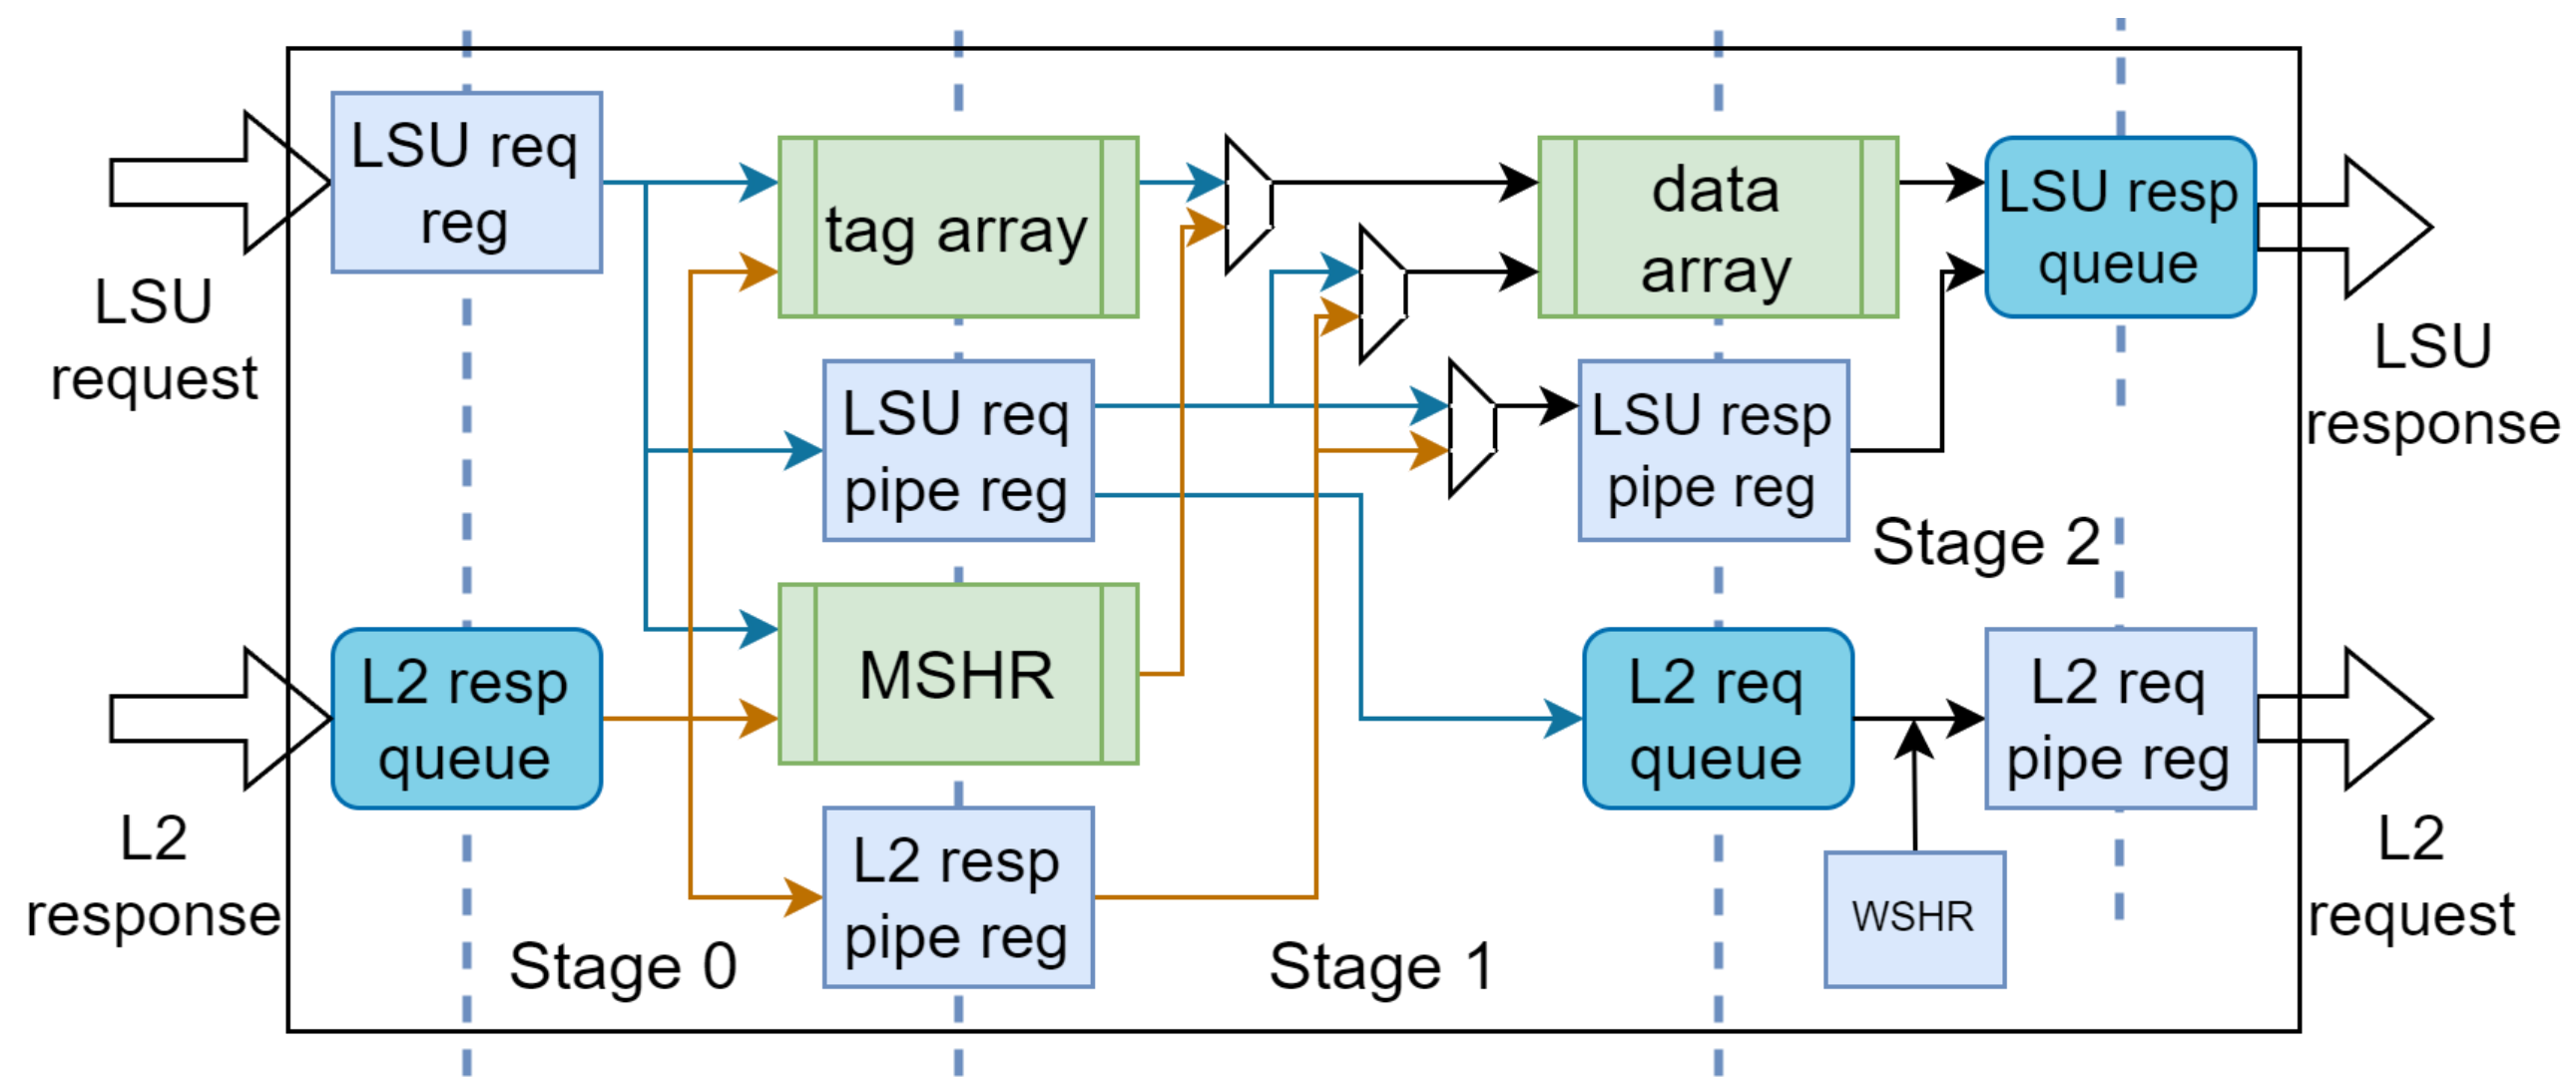 LSU req
reg
LSU
request
L2 resp
queue
L2
response
Stage 0
tag array
LSU req
pipe reg
MSHR
L2 resp
pipe reg
Stage 1
data
array
LSU resp
pipe reg
L2 req
queue
Stage 2
WSHR
LSU resp
queue
LSU
response
L2 req
pipe reg
L2
request